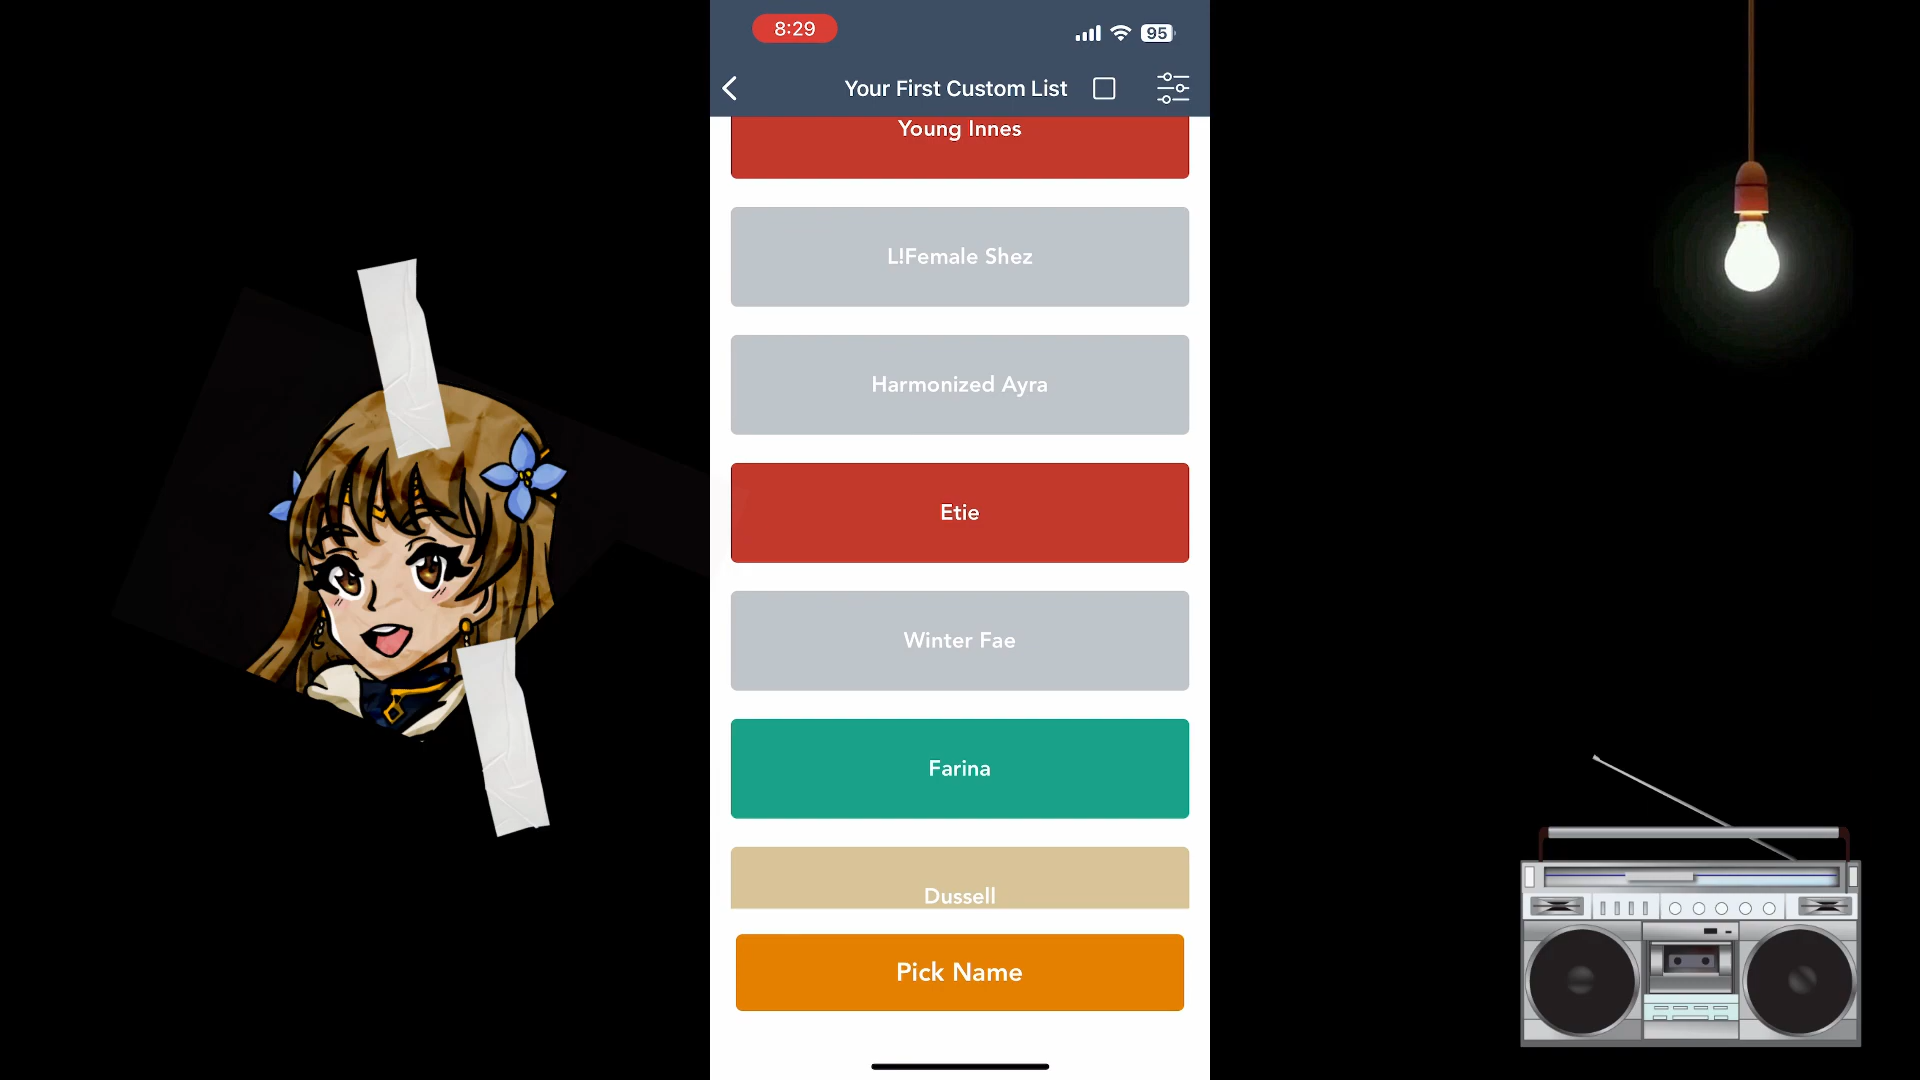 8:29
95
Your First Custom List
Young Innes
L!Female Shez
Harmonized Ayra
Etie
Winter Fae
Farina
Dussell
Pick Name